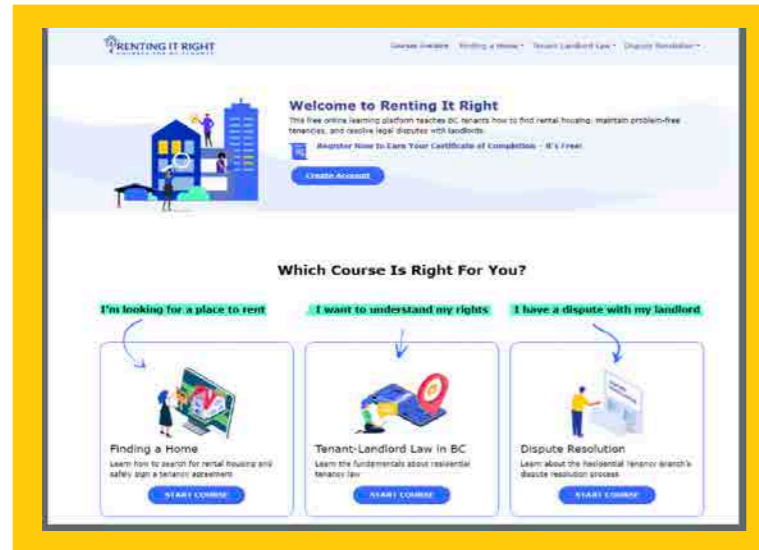 RENTING IT RIGHT
COURSES FOR BC TENANTS
Courses Finding a Home Tenant Landlord Law Dispute Resolution
Welcome to Renting It Right
This free online learning platform teaches BC tenants how to find rental housing, maintain problem-free
tenancies, and resolve legal disputes with landlords.
Register Now to Earn Your Certificate of Completion – It's Free!
Create Account
Which Course Is Right For You?
I'm looking for a place to rent
I want to understand my rights
I have a dispute with my landlord
Finding a Home
Learn how to search for rental housing and
safely sign a tenancy agreement
START COURSE
Tenant-Landlord Law in BC
Learn the fundamentals about residential
tenancy law
START COURSE
Dispute Resolution
Learn about the Residential Tenancy Branch's
dispute resolution process
START COURSE